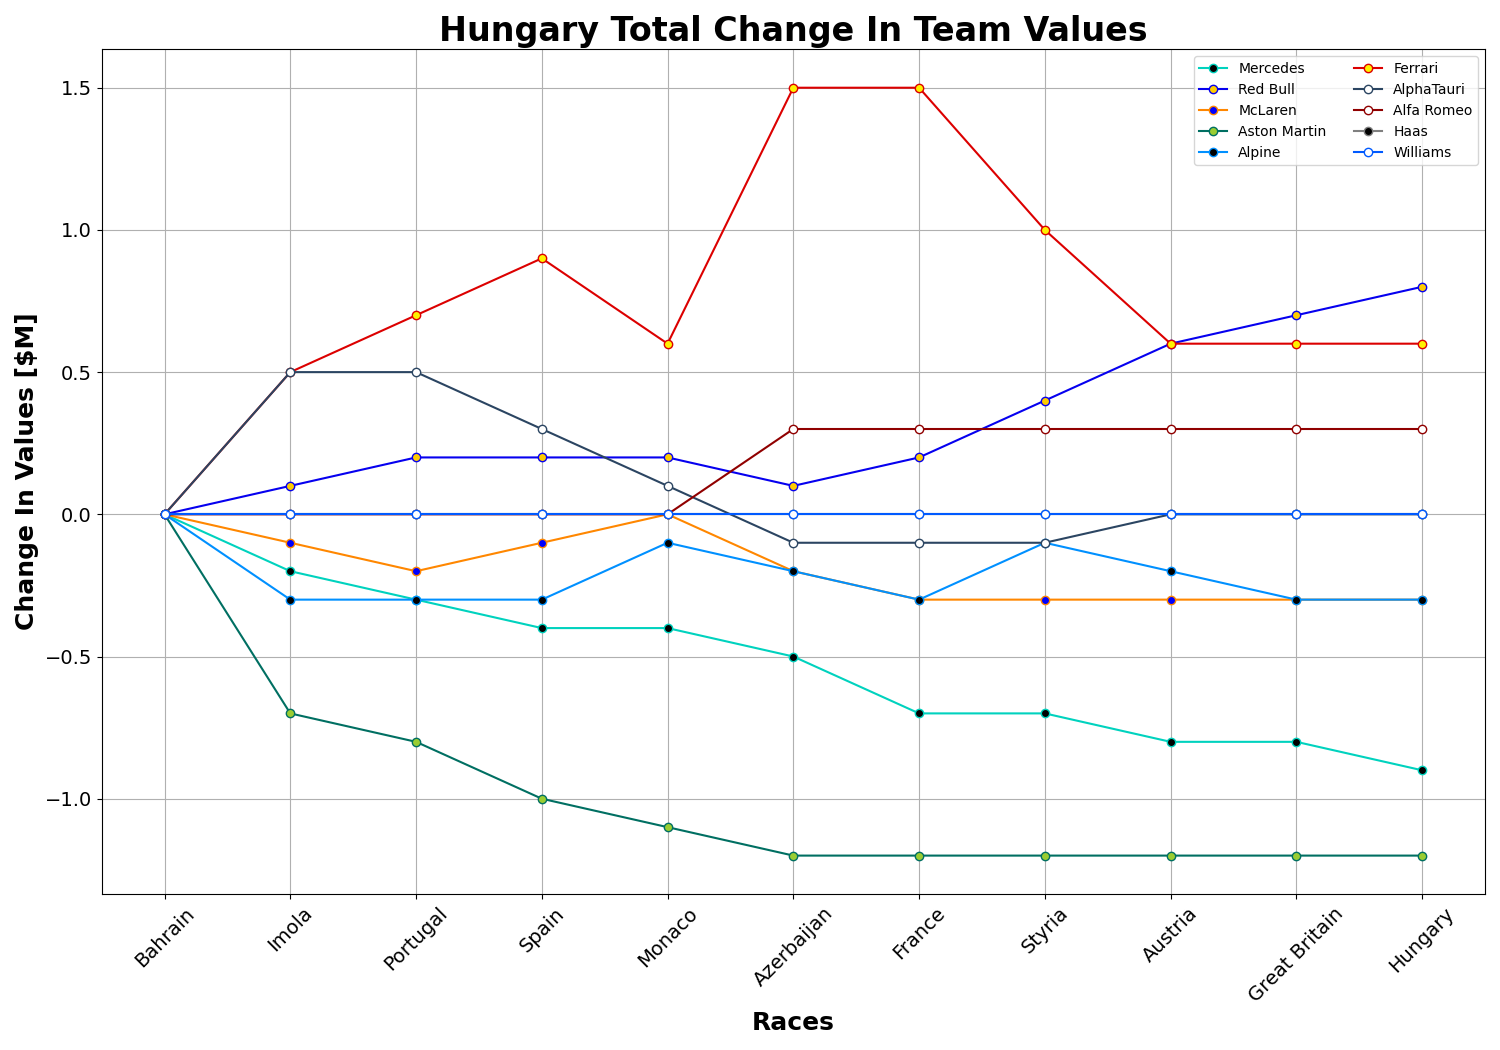 Hungary Total Change In Team Values
Mercedes
Red Bull
McLaren
Aston Martin
Alpine
Ferrari
AlphaTauri
Alfa Romeo
Haas
Williams
Change In Values [$M]
1.5
1.0
0.5
0.0
−0.5
−1.0
Bahrain
Imola
Portugal
Spain
Monaco
Azerbaijan
France
Styria
Austria
Great Britain
Hungary
Races